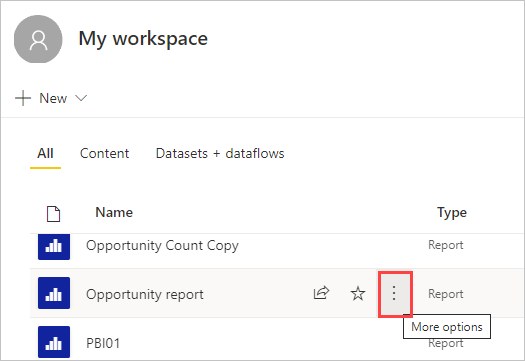 My workspace
New
All Content Datasets + dataflows
Name Type
Opportunity Count Copy Report
Opportunity report Report
More options
PBI01 Report